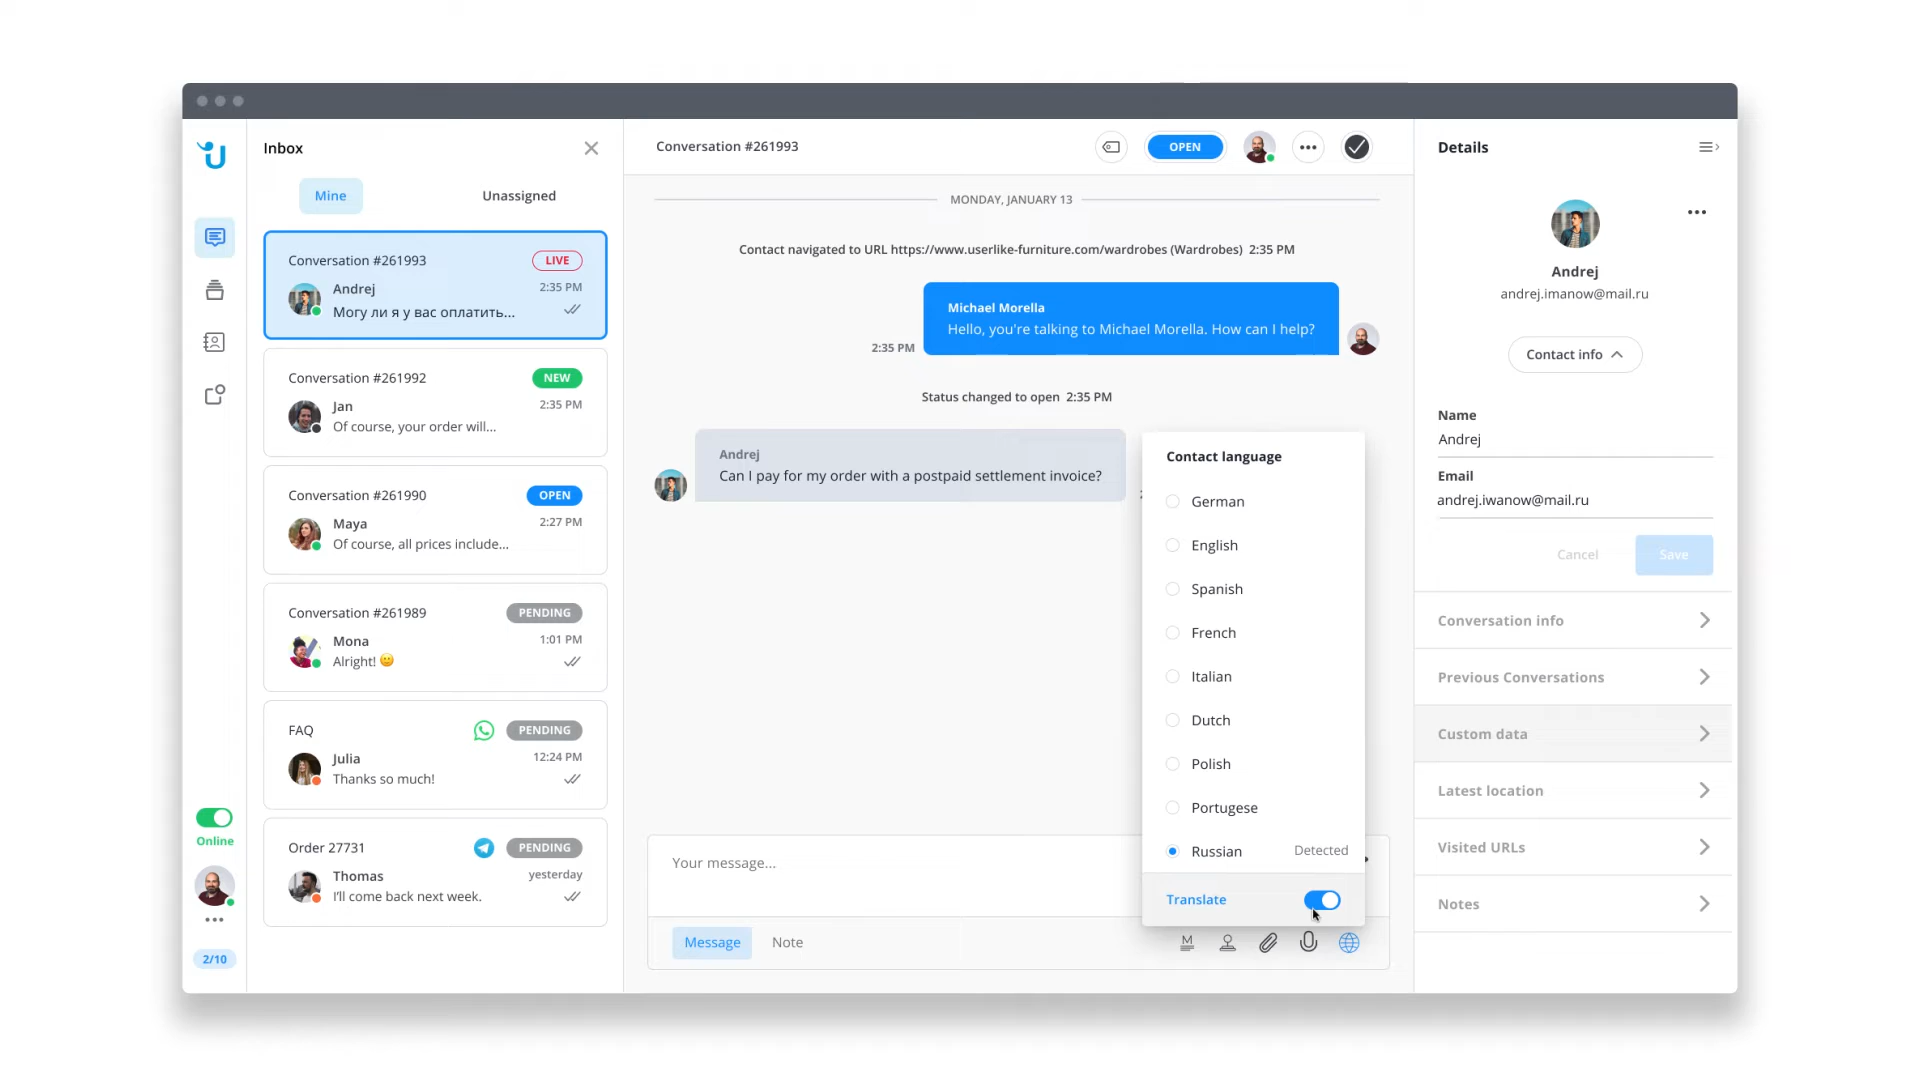 Inbox
Mine
Unassigned
Conversation #261993
LIVE
Andrej
2:35 PM
Могу ли я у вас оплатить...
Conversation #261992
NEW
Jan
2:35 PM
Of course, your order will...
Conversation #261990
OPEN
Maya
2:27 PM
Of course, all prices include...
Conversation #261989
PENDING
Mona
1:01 PM
Alright! 🙂
FAQ
PENDING
Julia
12:24 PM
Thanks so much!
Order 27731
PENDING
Thomas
yesterday
I'll come back next week.
Online
2/10
Conversation #261993
OPEN
MONDAY, JANUARY 13
Contact navigated to URL https://www.userlike-furniture.com/wardrobes (Wardrobes) 2:35 PM
Michael Morella
Hello, you're talking to Michael Morella. How can I help?
2:35 PM
Status changed to open 2:35 PM
Andrej
Can I pay for my order with a postpaid settlement invoice?
Contact language
German
English
Spanish
French
Italian
Dutch
Polish
Portugese
Russian
Detected
Translate
Your message...
Message
Note
M
Details
Andrej
andrej.imanow@mail.ru
Contact info
Name
Andrej
Email
andrej.iwanow@mail.ru
Cancel
Save
Conversation info
Previous Conversations
Custom data
Latest location
Visited URLs
Notes